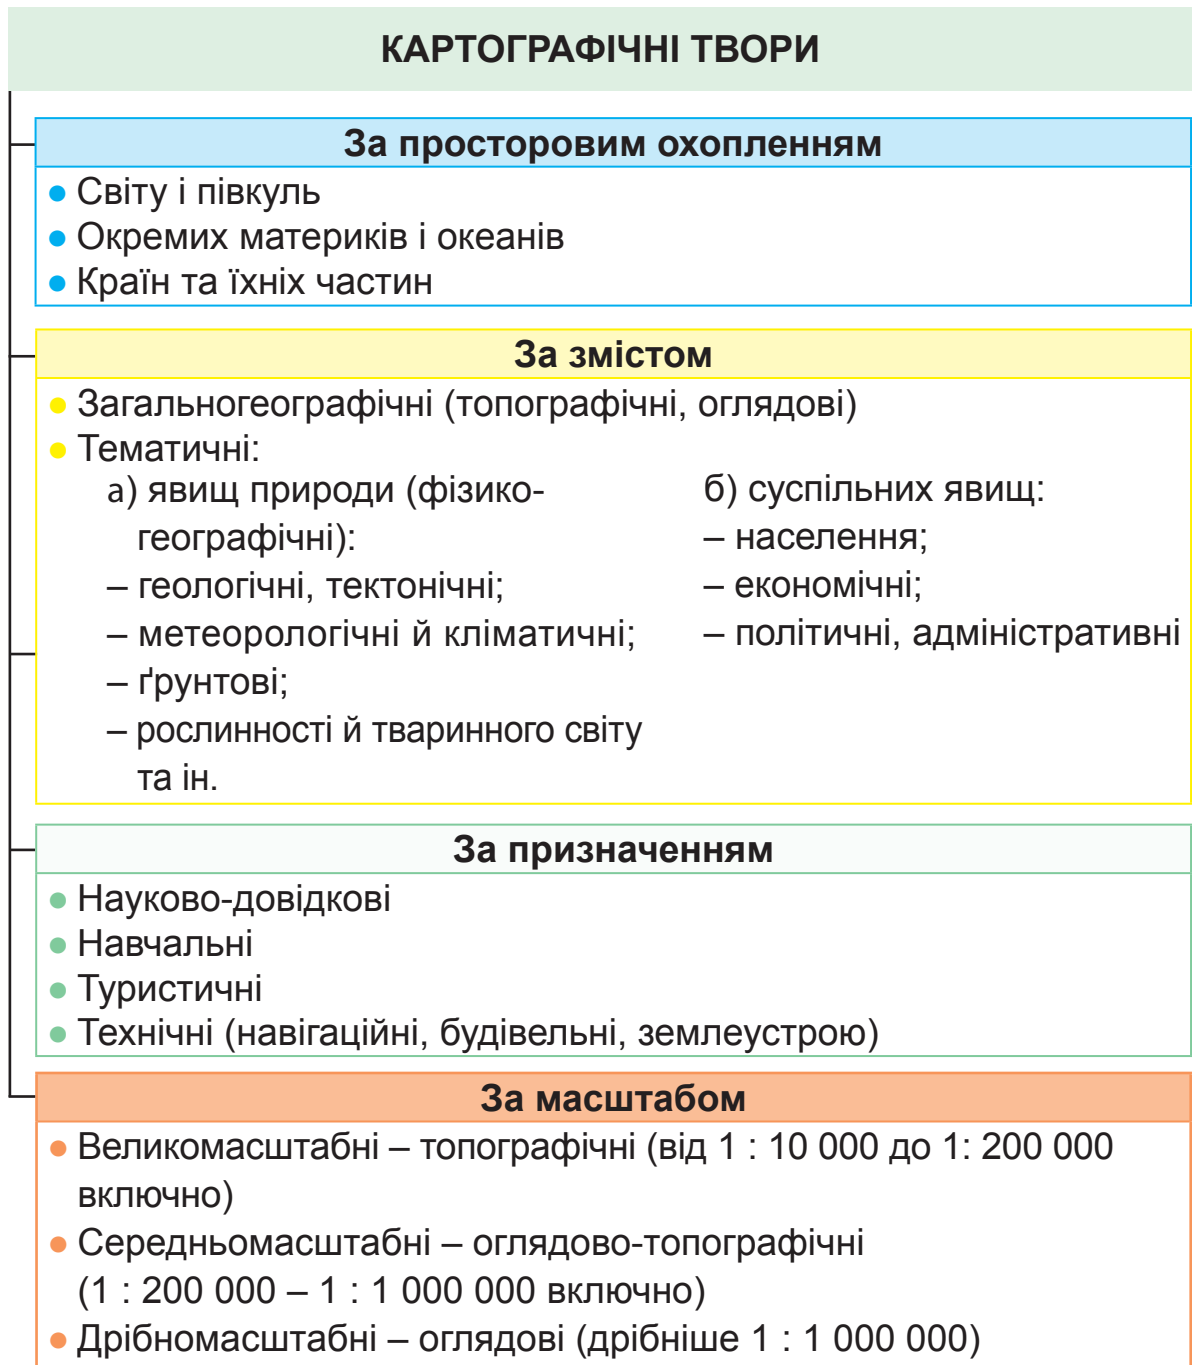 КАРТОГРАФІЧНІ ТВОРИ
За просторовим охопленням
● Світу і півкуль
● Окремих материків і океанів
● Країн та їхніх частин
За змістом
● Загальногеографічні (топографічні, оглядові)
● Тематичні:
а) явищ природи (фізико-
географічні):
– геологічні, тектонічні;
– метеорологічні й кліматичні;
– ґрунтові;
– рослинності й тваринного світу
та ін.
б) суспільних явищ:
– населення;
– економічні;
– політичні, адміністративні
За призначенням
● Науково-довідкові
● Навчальні
● Туристичні
● Технічні (навігаційні, будівельні, землеустрою)
За масштабом
● Великомасштабні – топографічні (від 1 : 10 000 до 1: 200 000
включно)
● Середньомасштабні – оглядово-топографічні
(1 : 200 000 – 1 : 1 000 000 включно)
● Дрібномасштабні – оглядові (дрібніше 1 : 1 000 000)